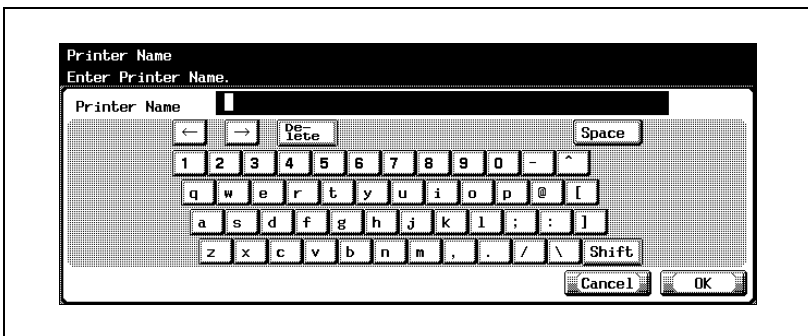 Printer Name
Enter Printer Name.
Printer Name
← → De-lete Space
1 2 3 4 5 6 7 8 9 0 - ^
q w e r t y u i o p @ [
a s d f g h j k l ; : ]
z x c v b n m , . / \ Shift
Cancel OK